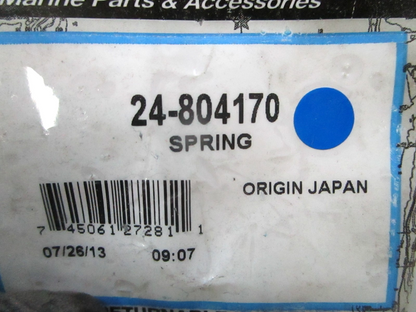 Marine Parts & Accessories
24-804170
SPRING
ORIGIN JAPAN
7 45061 27281 1
07/26/13 09:07